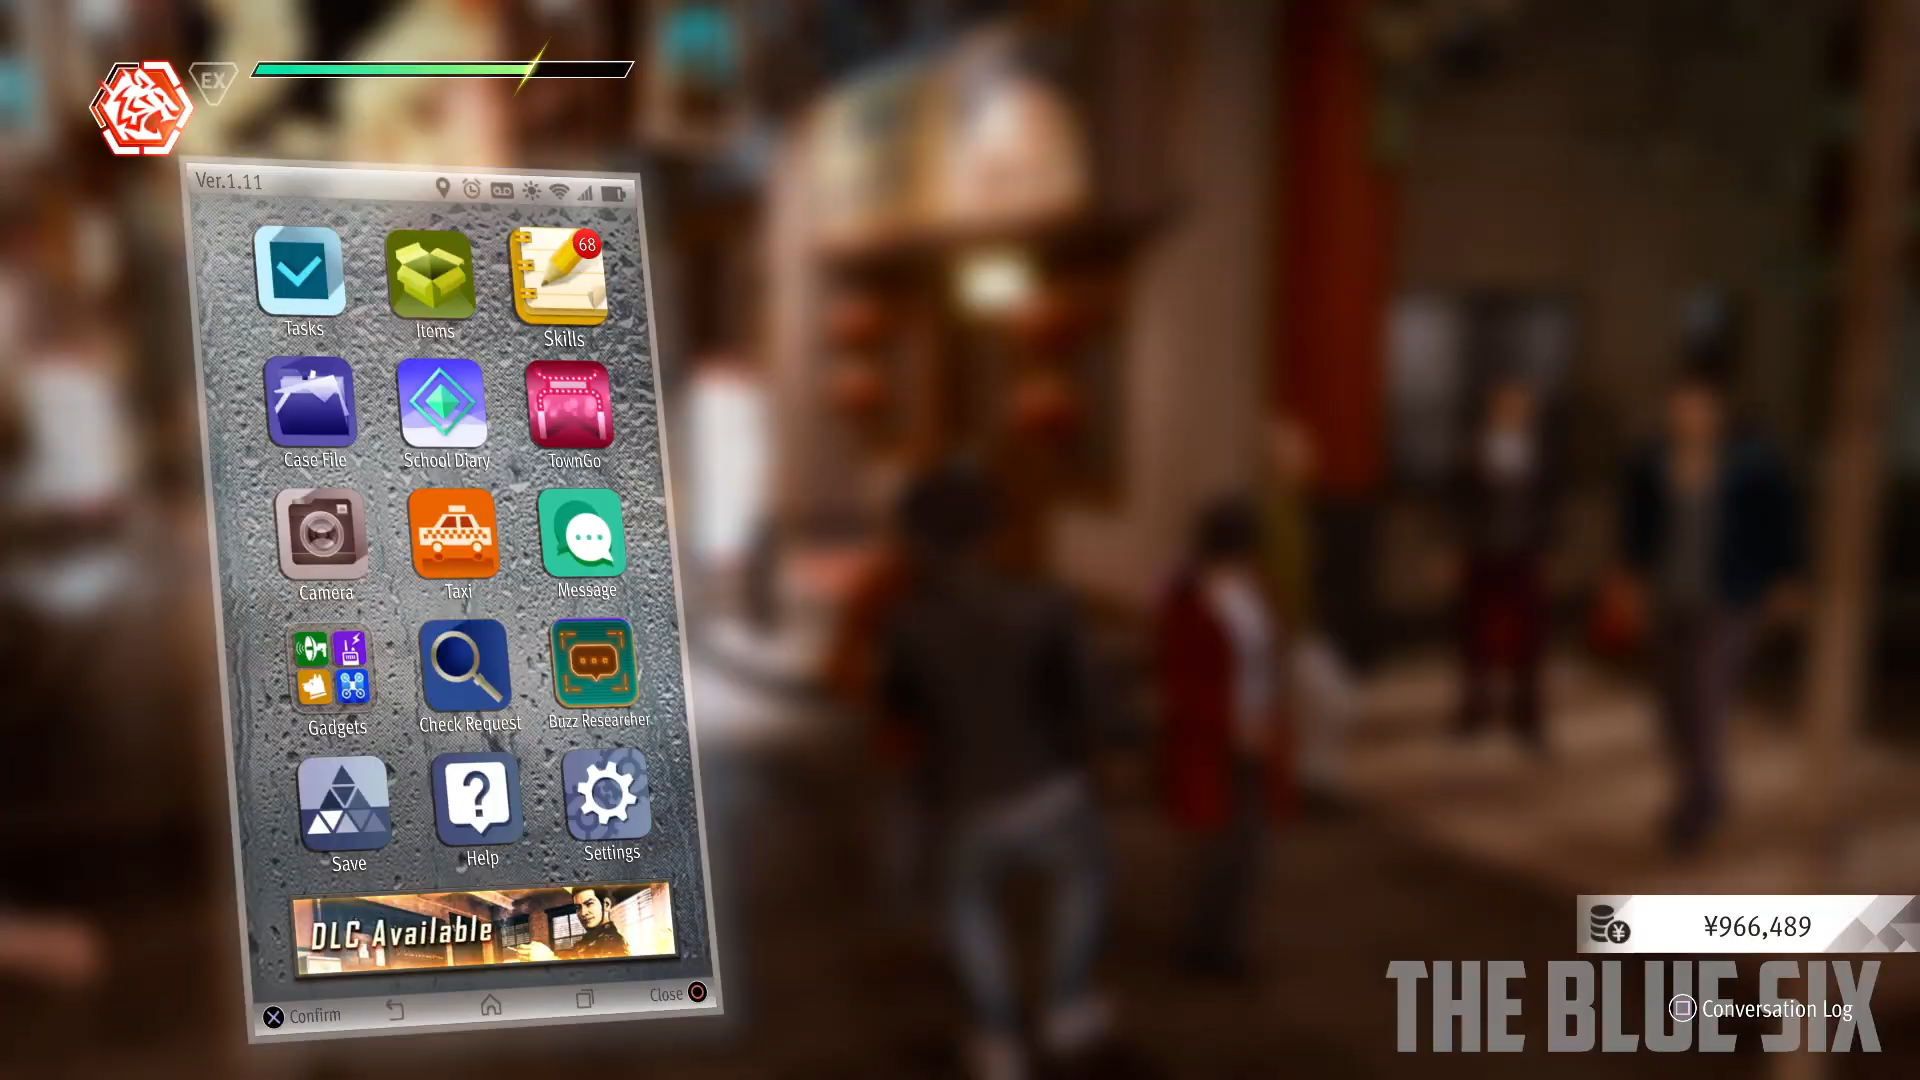 EX
Ver.1.11
68
Tasks
Items
Skills
Case File
School Diary
TownGo
Camera
Taxi
Message
Gadgets
Check Request
Buzz Researcher
Save
Help
Settings
DLC Available
Confirm
Close
¥966,489
THE BLUE SIX
Conversation Log